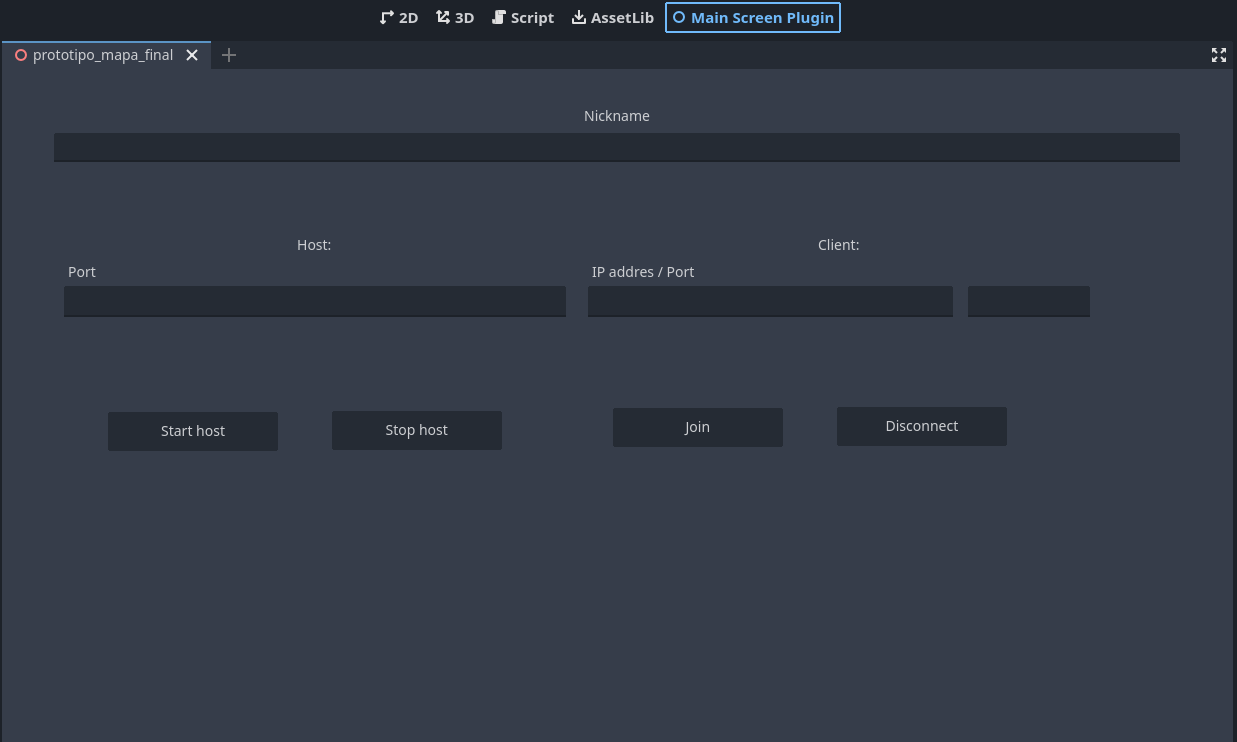 2D 3D Script AssetLib Main Screen Plugin
prototipo_mapa_final
Nickname
Host: Client:
Port IP addres / Port
Start host Stop host Join Disconnect